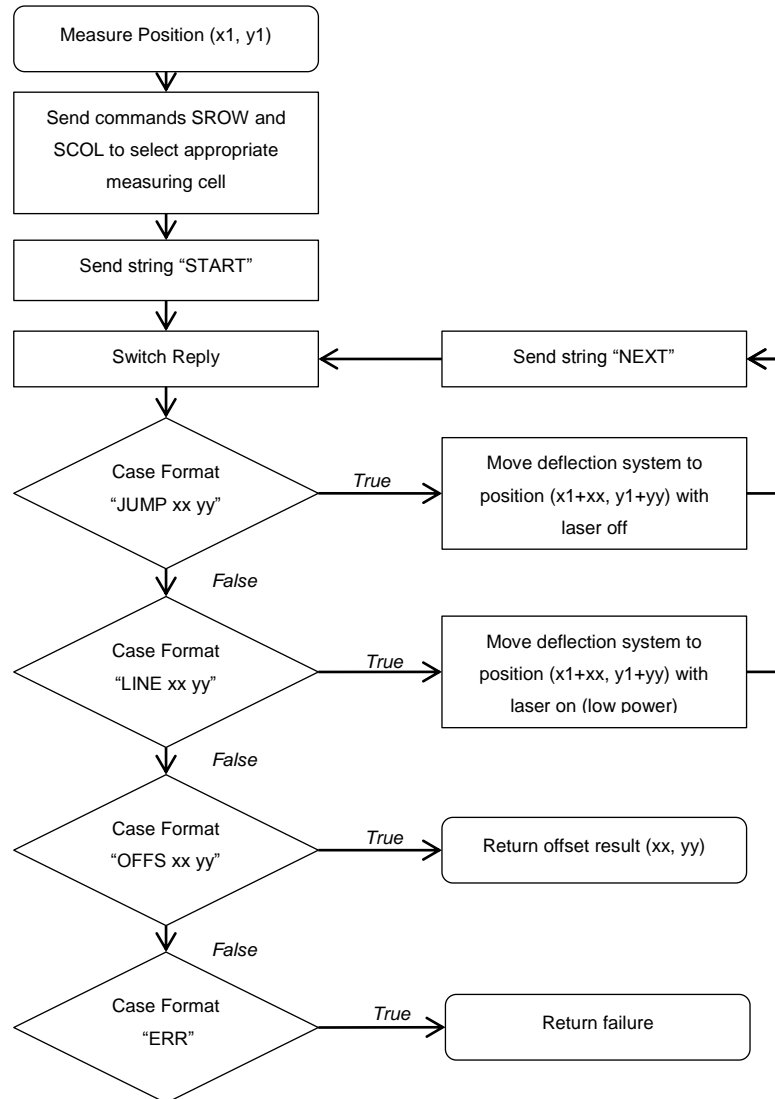 Measure Position (x1, y1)
Send commands SROW and
SCOL to select appropriate
measuring cell
Send string “START”
Switch Reply
Send string “NEXT”
Case Format
“JUMP xx yy”
True
Move deflection system to
position (x1+xx, y1+yy) with
laser off
False
Case Format
“LINE xx yy”
True
Move deflection system to
position (x1+xx, y1+yy) with
laser on (low power)
False
Case Format
“OFFS xx yy”
True
Return offset result (xx, yy)
False
Case Format
“ERR”
True
Return failure